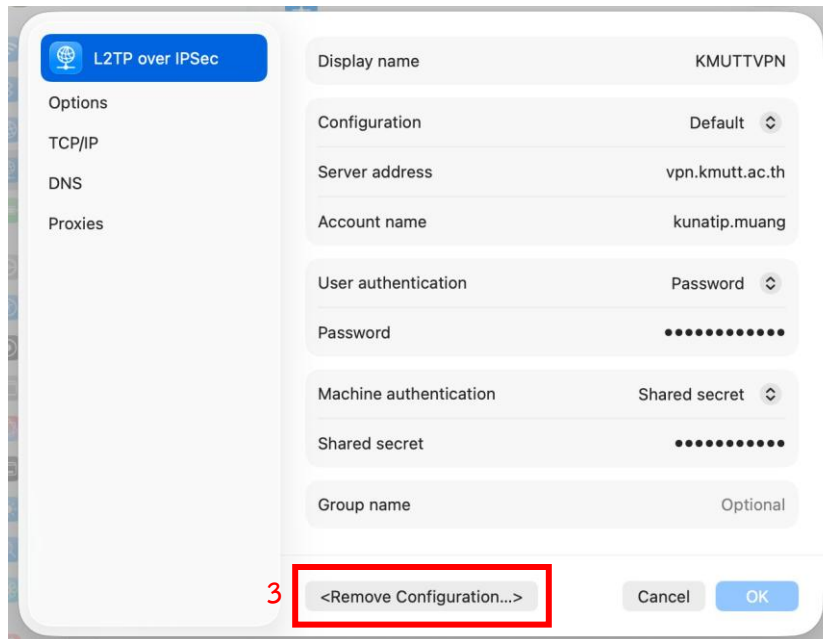 L2TP over IPSec
Options
TCP/IP
DNS
Proxies
Display name KMUTTVPN
Configuration Default
Server address vpn.kmutt.ac.th
Account name kunatip.muang
User authentication Password
Password ••••••••••••
Machine authentication Shared secret
Shared secret •••••••••••
Group name Optional
3 <Remove Configuration...> Cancel OK